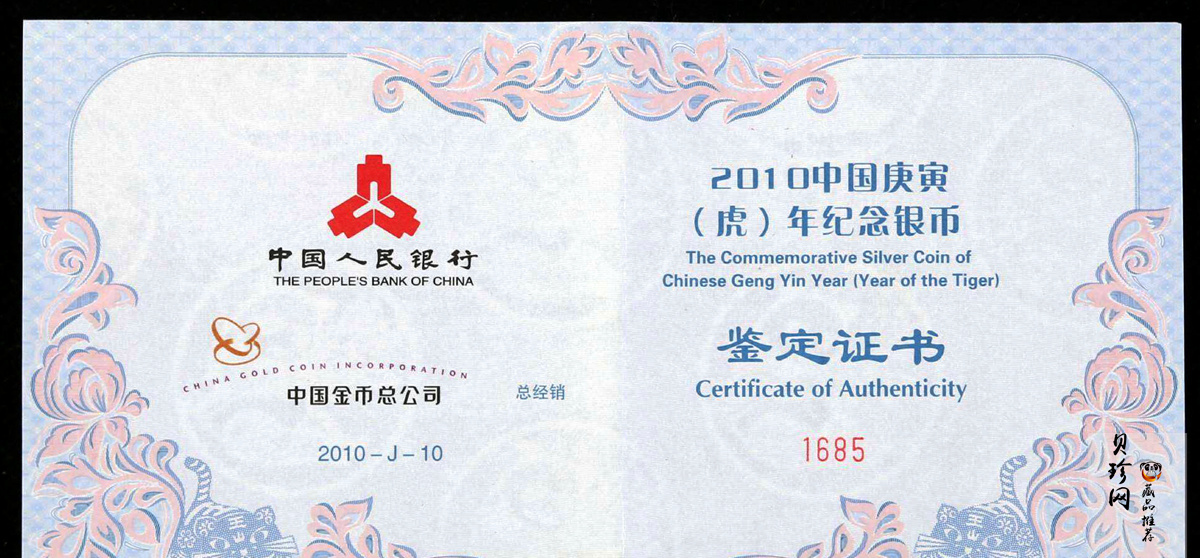 中国人民银行
THE PEOPLE'S BANK OF CHINA
CHINA GOLD COIN INCORPORATION
中国金币总公司
总经销
2010-J-10
2010中国庚寅
(虎)年纪念银币
The Commemorative Silver Coin of
Chinese Geng Yin Year (Year of the Tiger)
鉴定证书
Certificate of Authenticity
1685
贝珍网
藏品推荐